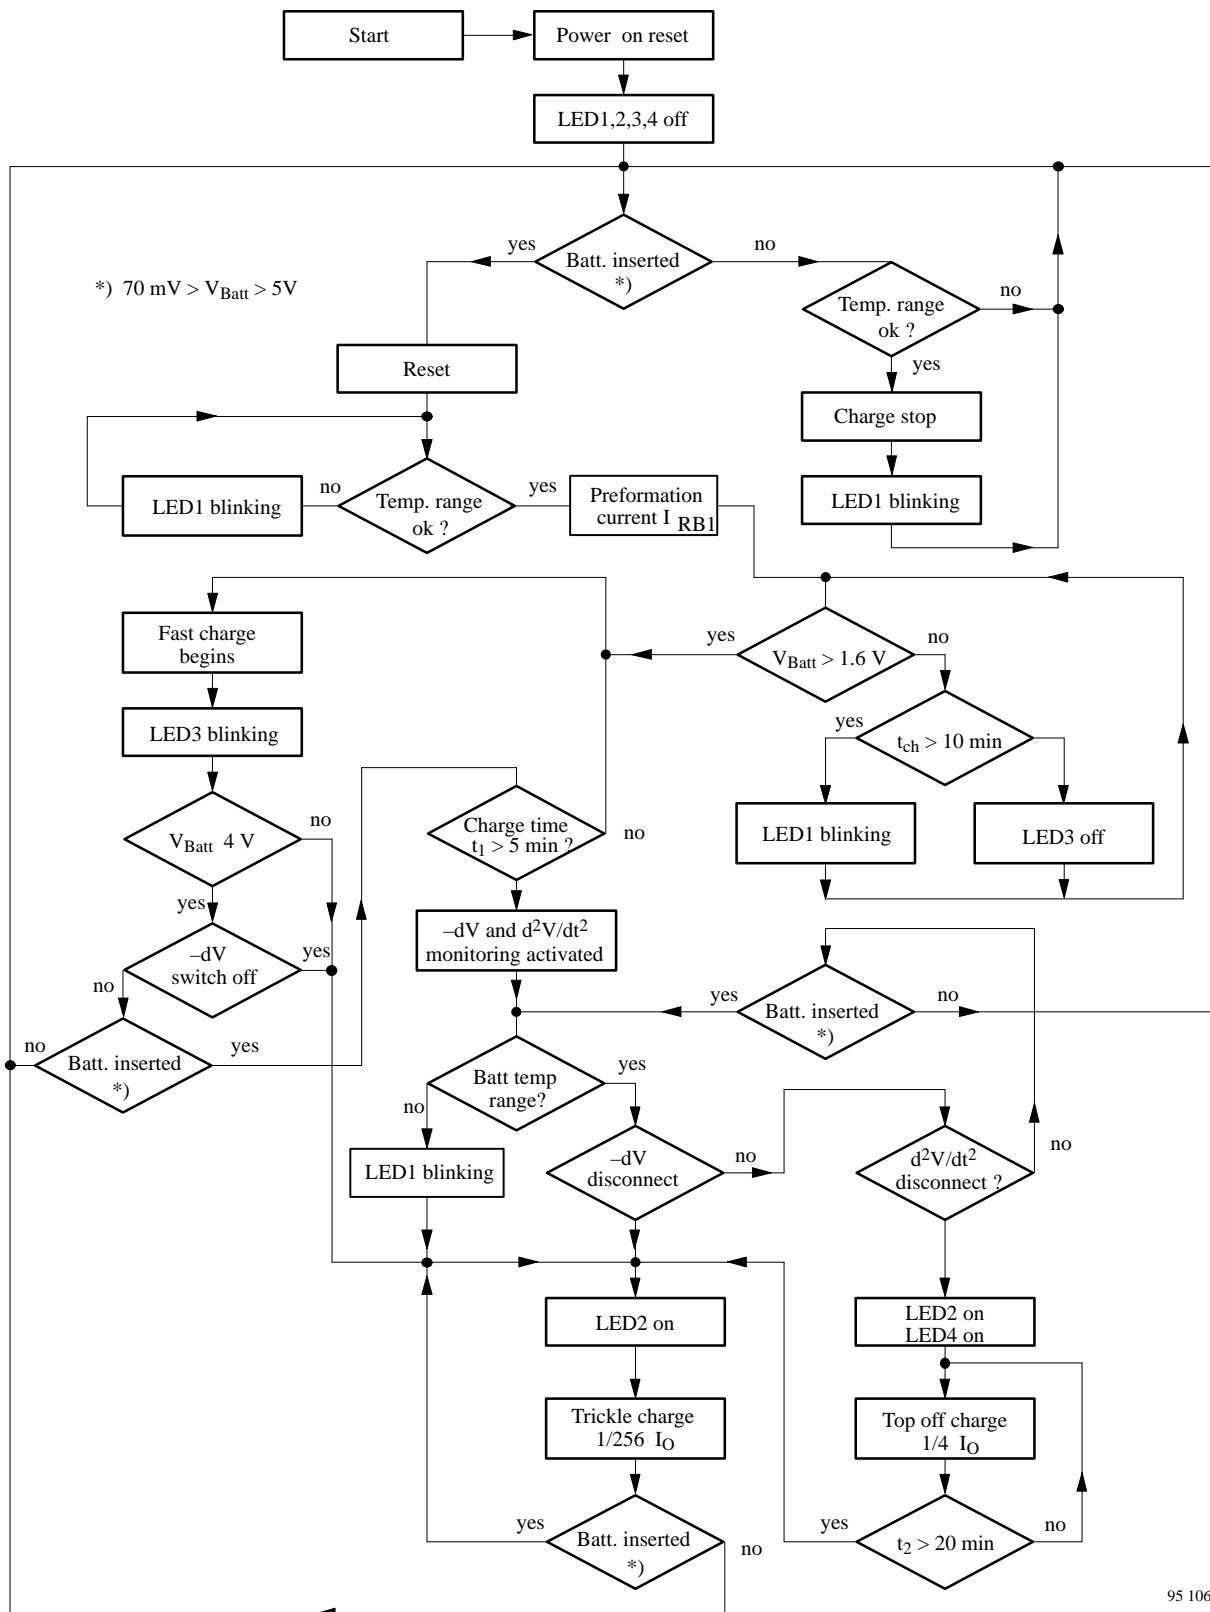 Start
Power on reset
LED1,2,3,4 off
yes
Batt. inserted
*)
no
*) 70 mV > VBatt > 5V
Temp. range
ok ?
no
yes
Reset
Charge stop
LED1 blinking
no
Temp. range
ok ?
yes
Preformation
current I RB1
LED1 blinking
Fast charge
begins
yes
VBatt > 1.6 V
no
LED3 blinking
yes
tch > 10 min
VBatt 4 V
no
Charge time
t1 > 5 min ?
no
LED1 blinking
LED3 off
yes
–dV
switch off
yes
–dV and d²V/dt²
monitoring activated
no
yes
Batt. inserted
*)
no
no
Batt. inserted
*)
yes
Batt temp
range?
yes
no
LED1 blinking
–dV
disconnect
no
d²V/dt²
disconnect ?
no
LED2 on
LED2 on
LED4 on
Trickle charge
1/256 IO
Top off charge
1/4 IO
yes
Batt. inserted
*)
no
yes
t2 > 20 min
no
95 106